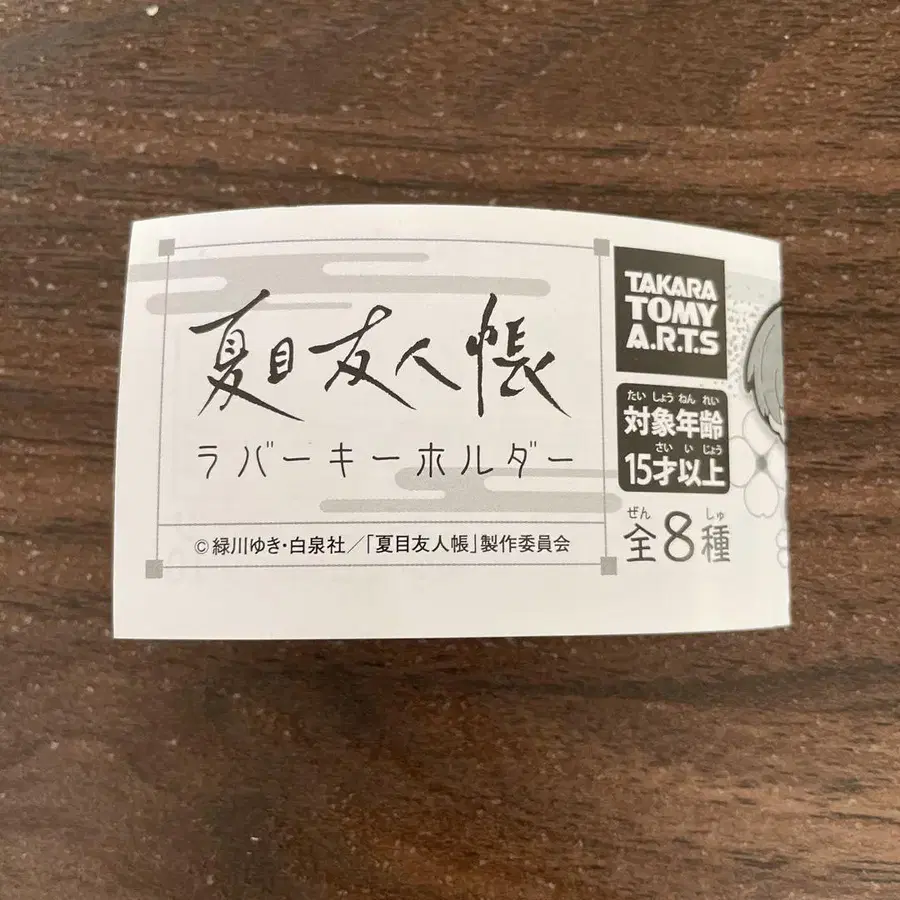 夏目友人帳
ラバーキーホルダー
©緑川ゆき・白泉社／「夏目友人帳」製作委員会
TAKARA
TOMY
A.R.T.S
たいしょうねんれい
対象年齢
さいいじょう
15才以上
ぜん しゅ
全8種